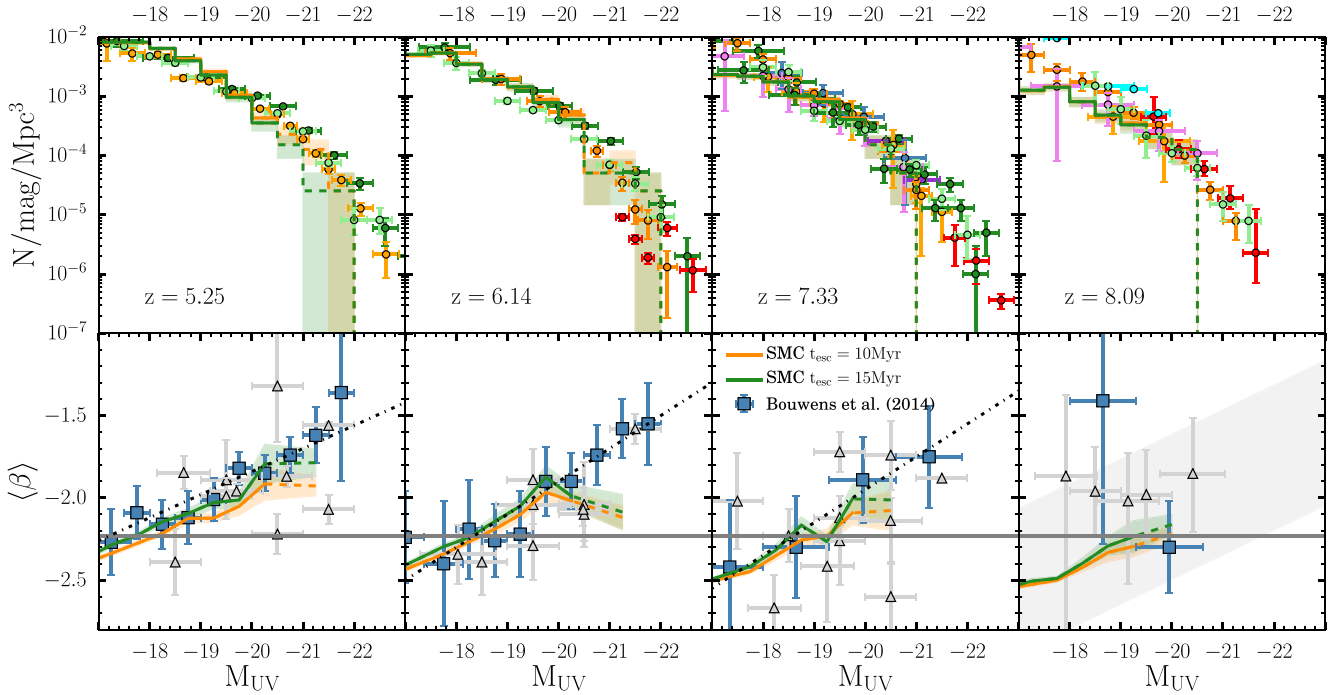 −18 −19 −20 −21 −22 −18 −19 −20 −21 −22 −18 −19 −20 −21 −22 −18 −19 −20 −21 −22
10⁻²
10⁻³
10⁻⁴
10⁻⁵
10⁻⁶
10⁻⁷
N/mag/Mpc³
z = 5.25 z = 6.14 z = 7.33 z = 8.09
SMC t_esc = 10Myr
SMC t_esc = 15Myr
Bouwens et al. (2014)
−1.5
−2.0
−2.5
⟨β⟩
−18 −19 −20 −21 −22 −18 −19 −20 −21 −22 −18 −19 −20 −21 −22 −18 −19 −20 −21 −22
M_UV M_UV M_UV M_UV